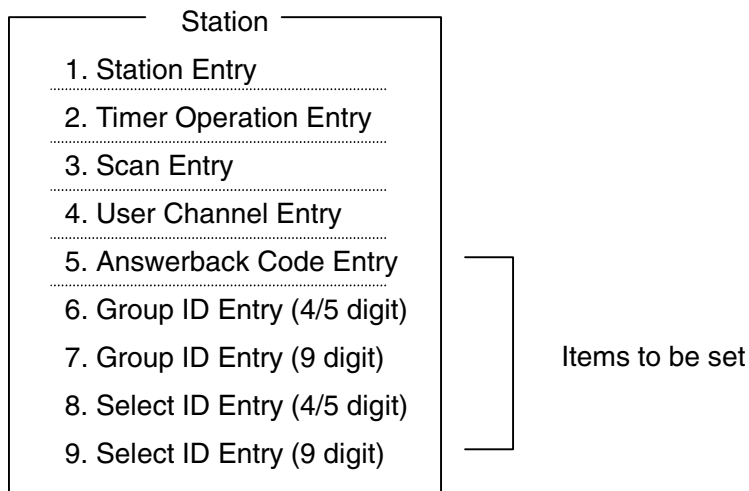 Station
1. Station Entry
2. Timer Operation Entry
3. Scan Entry
4. User Channel Entry
5. Answerback Code Entry
6. Group ID Entry (4/5 digit)
7. Group ID Entry (9 digit)
Items to be set
8. Select ID Entry (4/5 digit)
9. Select ID Entry (9 digit)